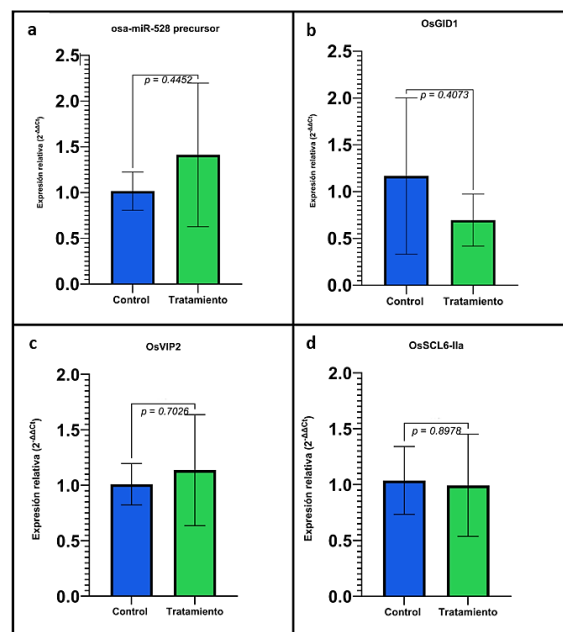 a
osa-miR-528 precursor
Expresión relativa (2^-ΔΔCt)
2.5
2.0
1.5
1.0
0.5
0.0
p = 0.4452
Control Tratamiento
b
OsGID1
Expresión relativa (2^-ΔΔCt)
2.5
2.0
1.5
1.0
0.5
0.0
p = 0.4073
Control Tratamiento
c
OsVIP2
Expresión relativa (2^-ΔΔCt)
2.0
1.5
1.0
0.5
0.0
p = 0.7026
Control Tratamiento
d
OsSCL6-IIa
Expresión relativa (2^-ΔΔCt)
2.0
1.5
1.0
0.5
0.0
p = 0.8978
Control Tratamiento